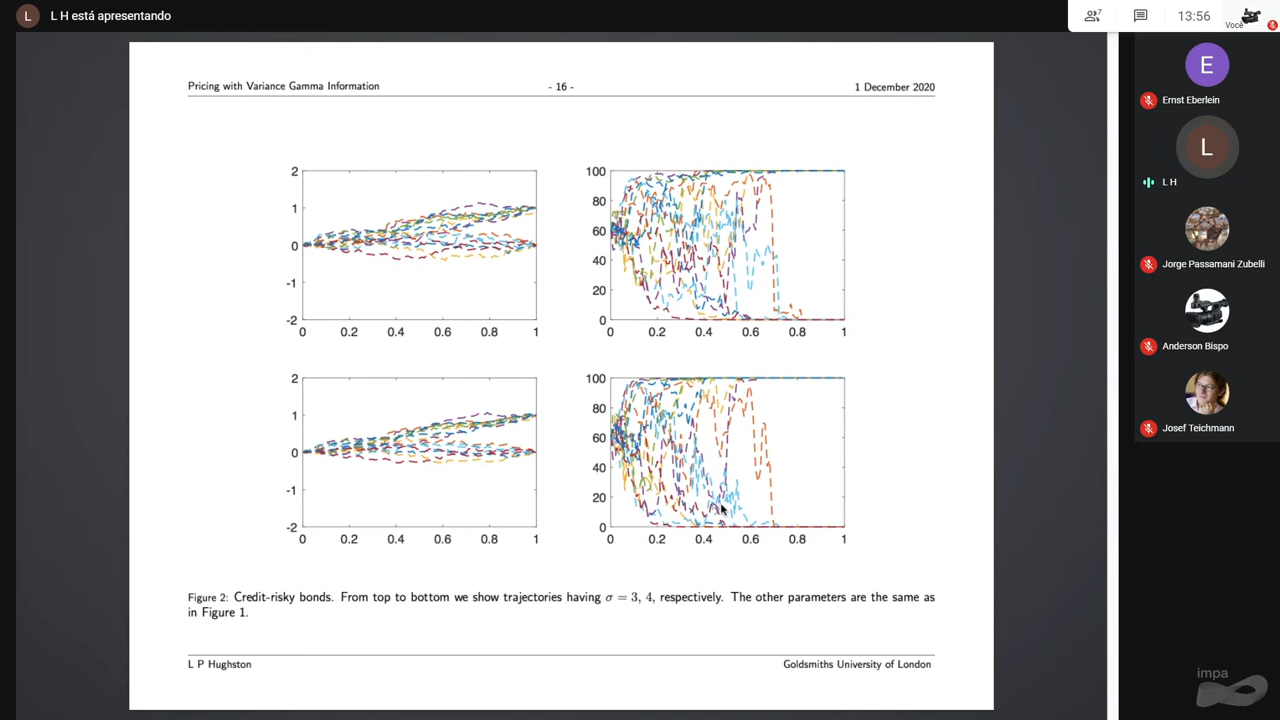 L
L H está apresentando
7
13:56
Você
Pricing with Variance Gamma Information
- 16 -
1 December 2020
2
1
0
-1
-2
0 0.2 0.4 0.6 0.8 1
100
80
60
40
20
0
0 0.2 0.4 0.6 0.8 1
2
1
0
-1
-2
0 0.2 0.4 0.6 0.8 1
100
80
60
40
20
0
0 0.2 0.4 0.6 0.8 1
Figure 2: Credit-risky bonds. From top to bottom we show trajectories having σ = 3, 4, respectively. The other parameters are the same as
in Figure 1.
L P Hughston
Goldsmiths University of London
E
Ernst Eberlein
L
L H
Jorge Passamani Zubelli
Anderson Bispo
Josef Teichmann
impa